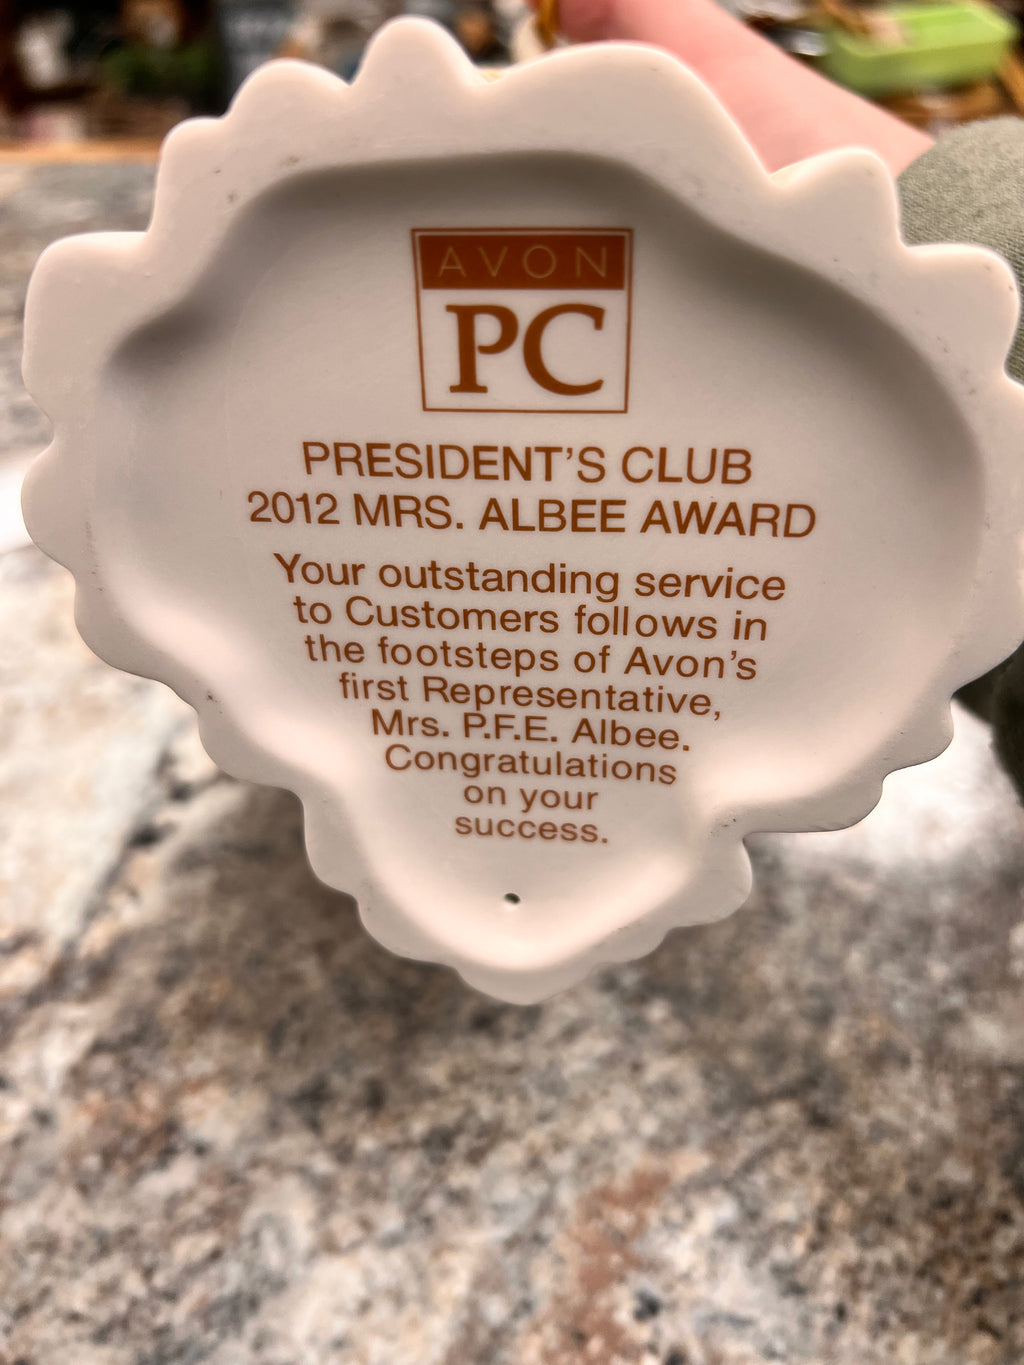 AVON
PC
PRESIDENT'S CLUB
2012 MRS. ALBEE AWARD
Your outstanding service
to Customers follows in
the footsteps of Avon's
first Representative,
Mrs. P.F.E. Albee.
Congratulations
on your
success.